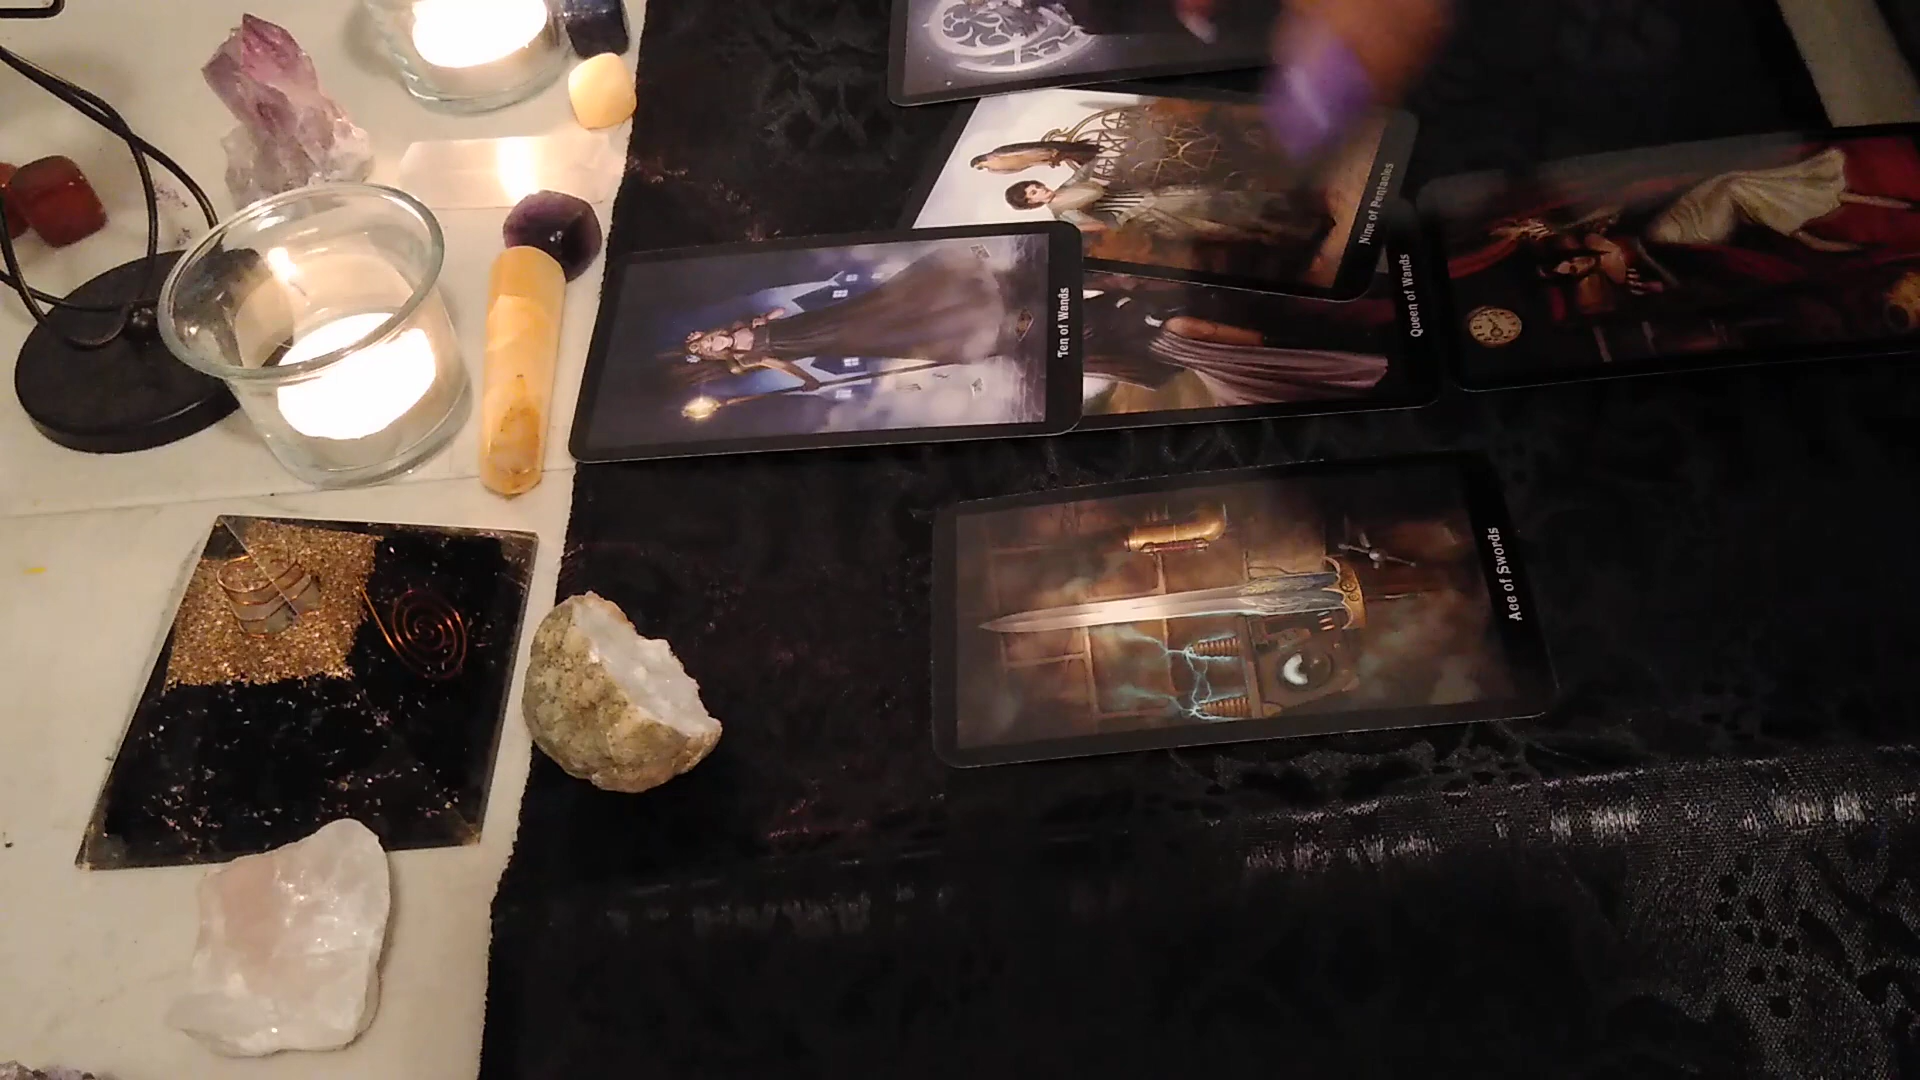 Nine of Pentacles
Queen of Wands
Ten of Wands
Ace of Swords